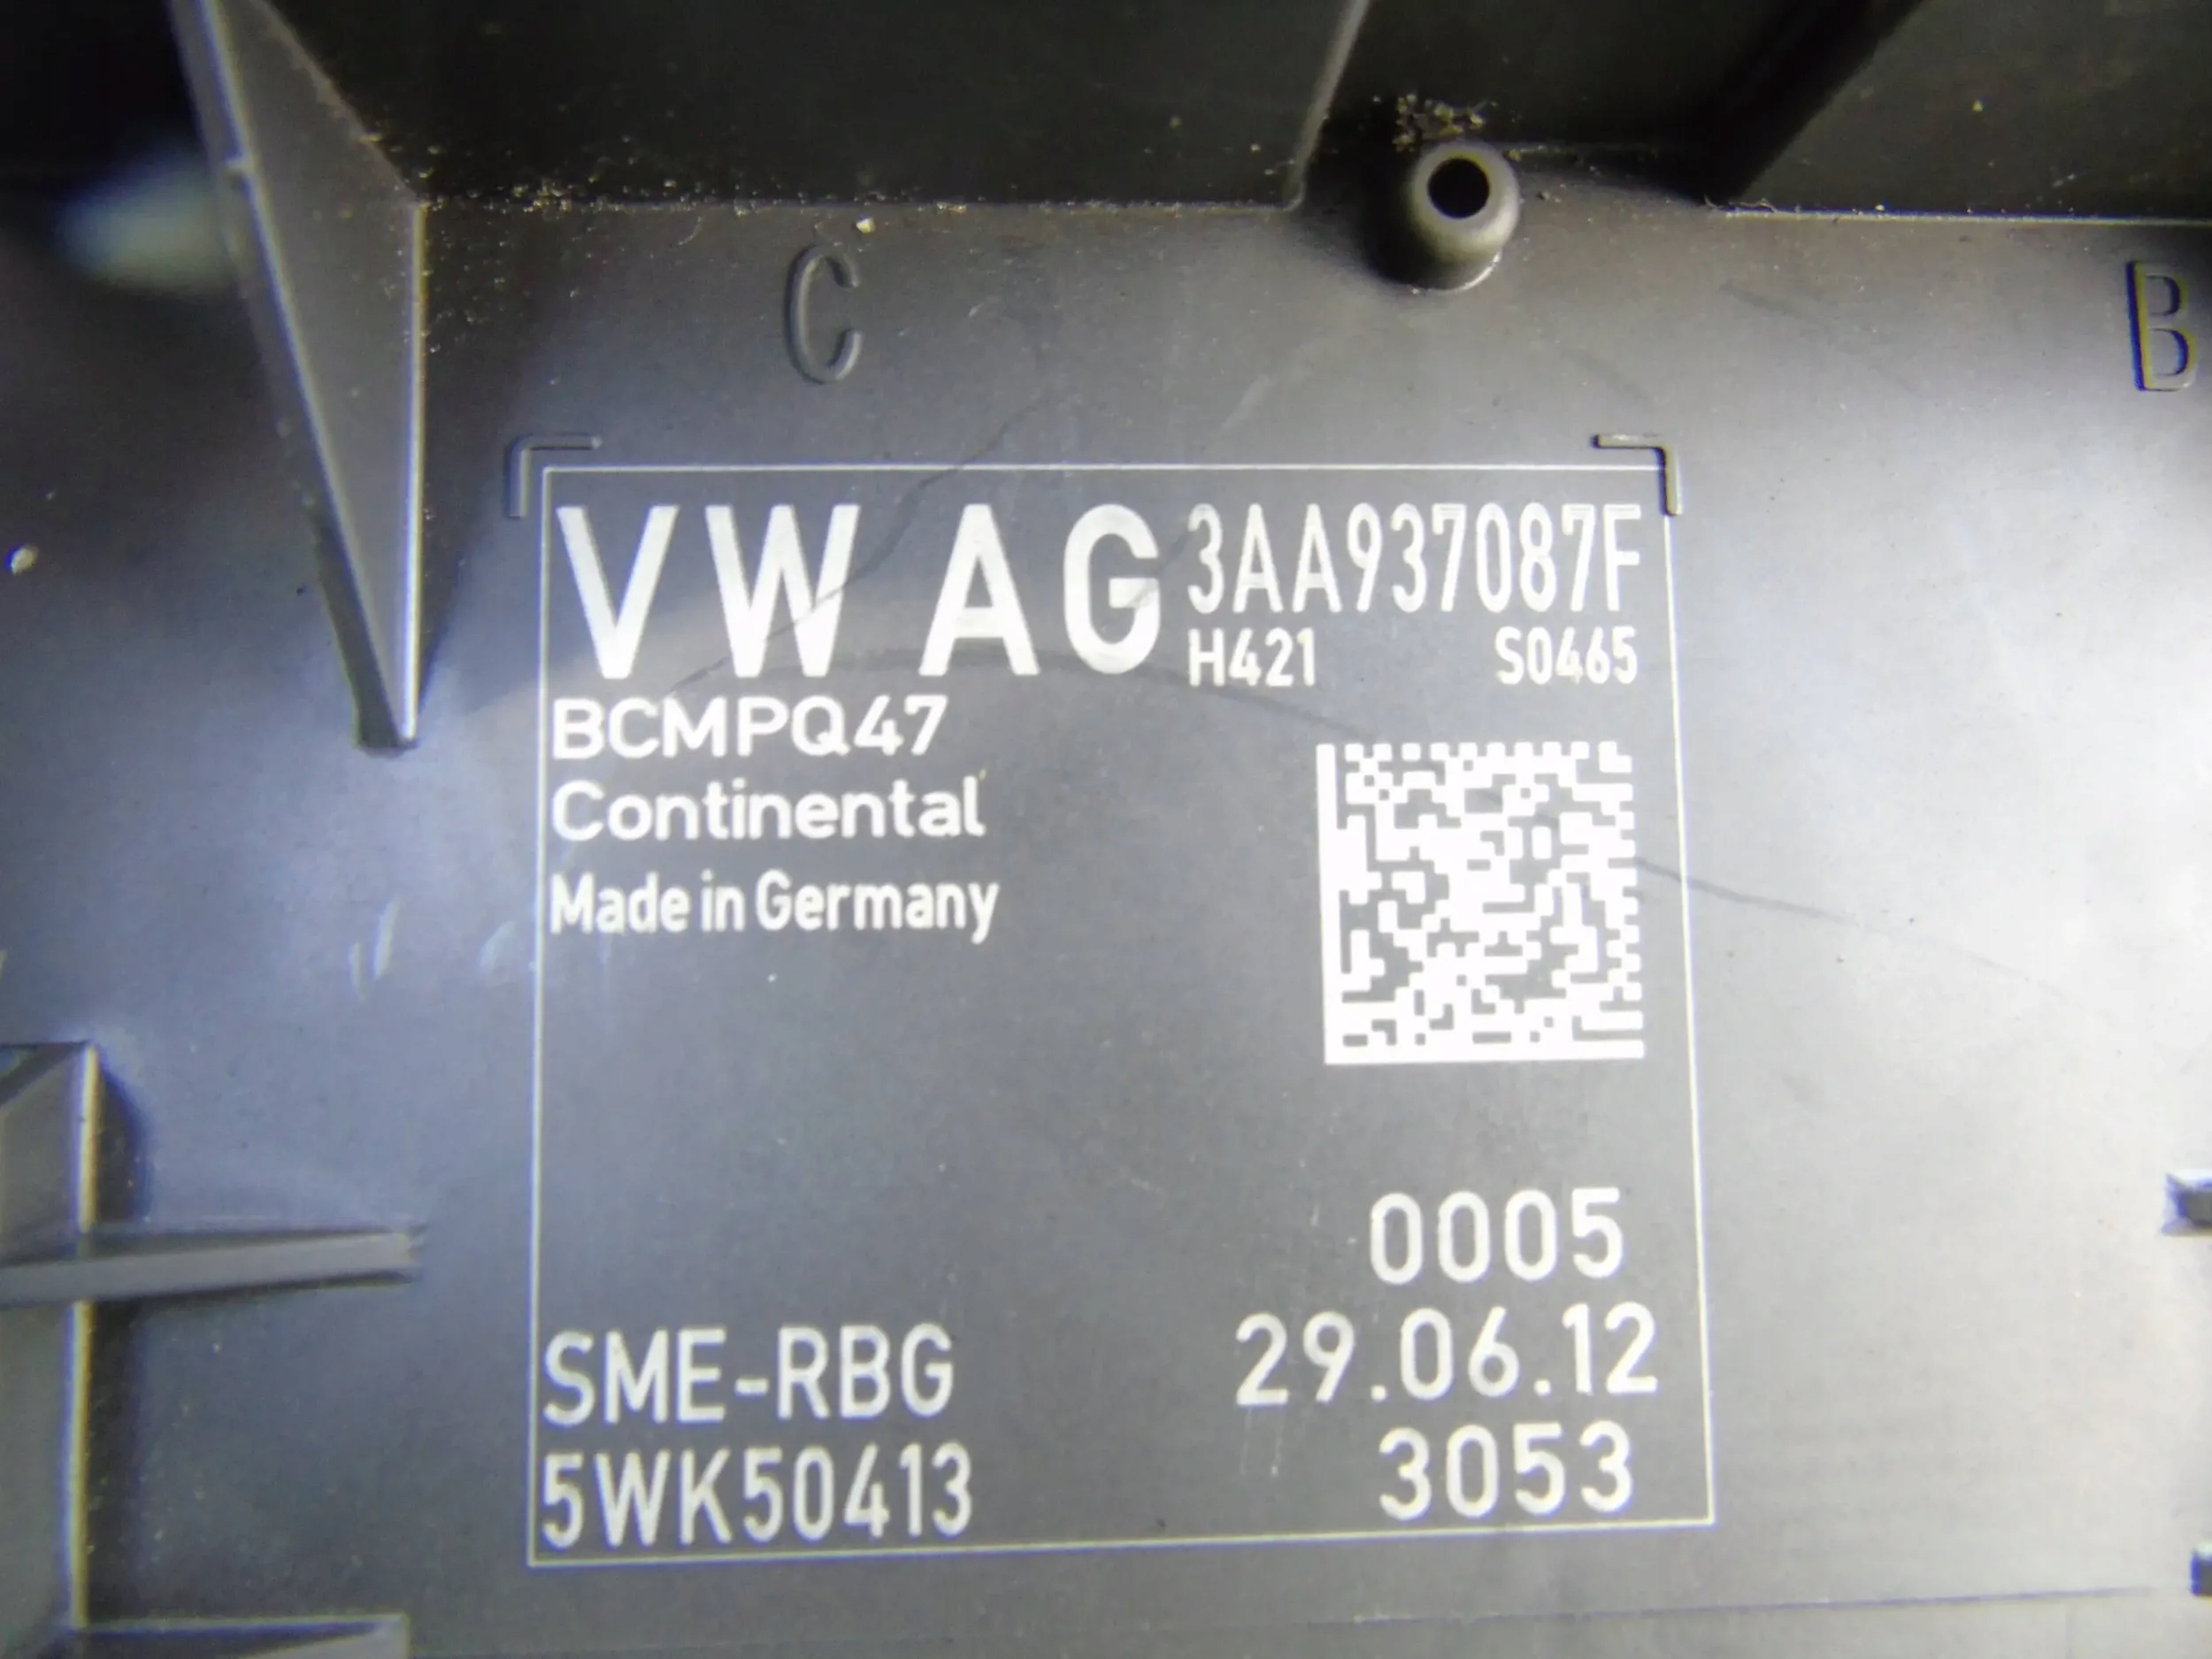 C
B
VW AG 3AA937087F
H421 S0465
BCMPQ47
Continental
Made in Germany
0005
SME-RBG 29.06.12
5WK50413 3053